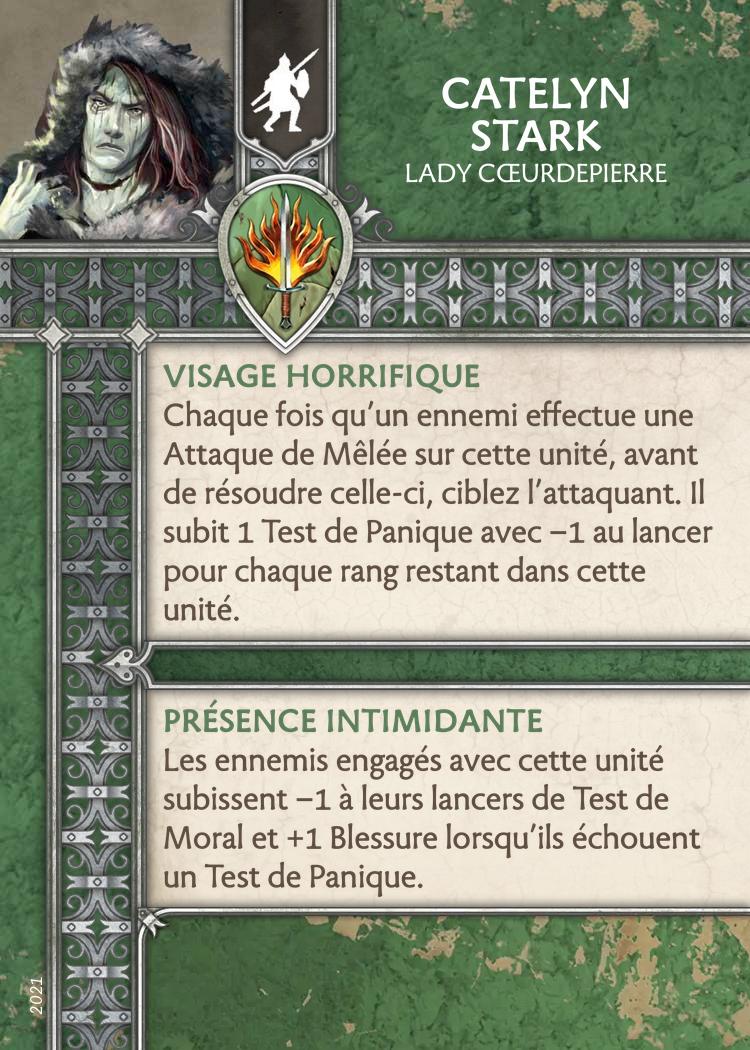 CATELYN
STARK
LADY CŒURDEPIERRE
VISAGE HORRIFIQUE
Chaque fois qu’un ennemi effectue une
Attaque de Mêlée sur cette unité, avant
de résoudre celle-ci, ciblez l’attaquant. Il
subit 1 Test de Panique avec –1 au lancer
pour chaque rang restant dans cette
unité.
PRÉSENCE INTIMIDANTE
Les ennemis engagés avec cette unité
subissent –1 à leurs lancers de Test de
Moral et +1 Blessure lorsqu’ils échouent
un Test de Panique.
2021